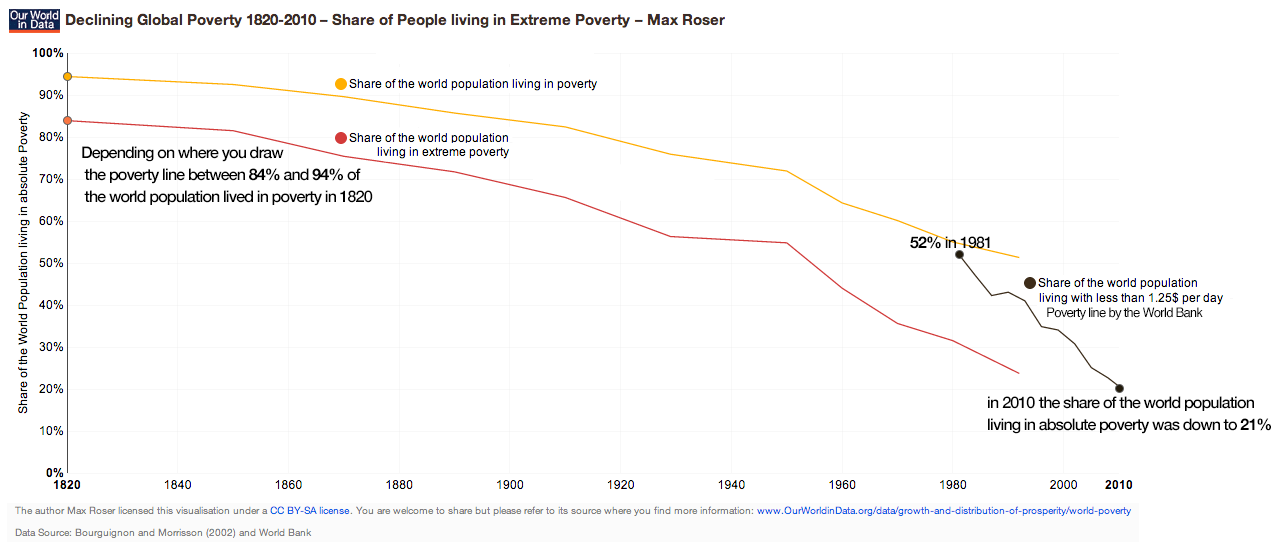 Our World
in Data
Declining Global Poverty 1820-2010 – Share of People living in Extreme Poverty – Max Roser
Share of the World Population living in absolute Poverty
100%
90%
80%
70%
60%
50%
40%
30%
20%
10%
0%
Share of the world population living in poverty
Share of the world population
living in extreme poverty
Depending on where you draw
the poverty line between 84% and 94% of
the world population lived in poverty in 1820
52% in 1981
Share of the world population
living with less than 1.25$ per day
Poverty line by the World Bank
in 2010 the share of the world population
living in absolute poverty was down to 21%
1820 1840 1860 1880 1900 1920 1940 1960 1980 2000 2010
The author Max Roser licensed this visualisation under a CC BY-SA license. You are welcome to share but please refer to its source where you find more information: www.OurWorldinData.org/data/growth-and-distribution-of-prosperity/world-poverty
Data Source: Bourguignon and Morrisson (2002) and World Bank